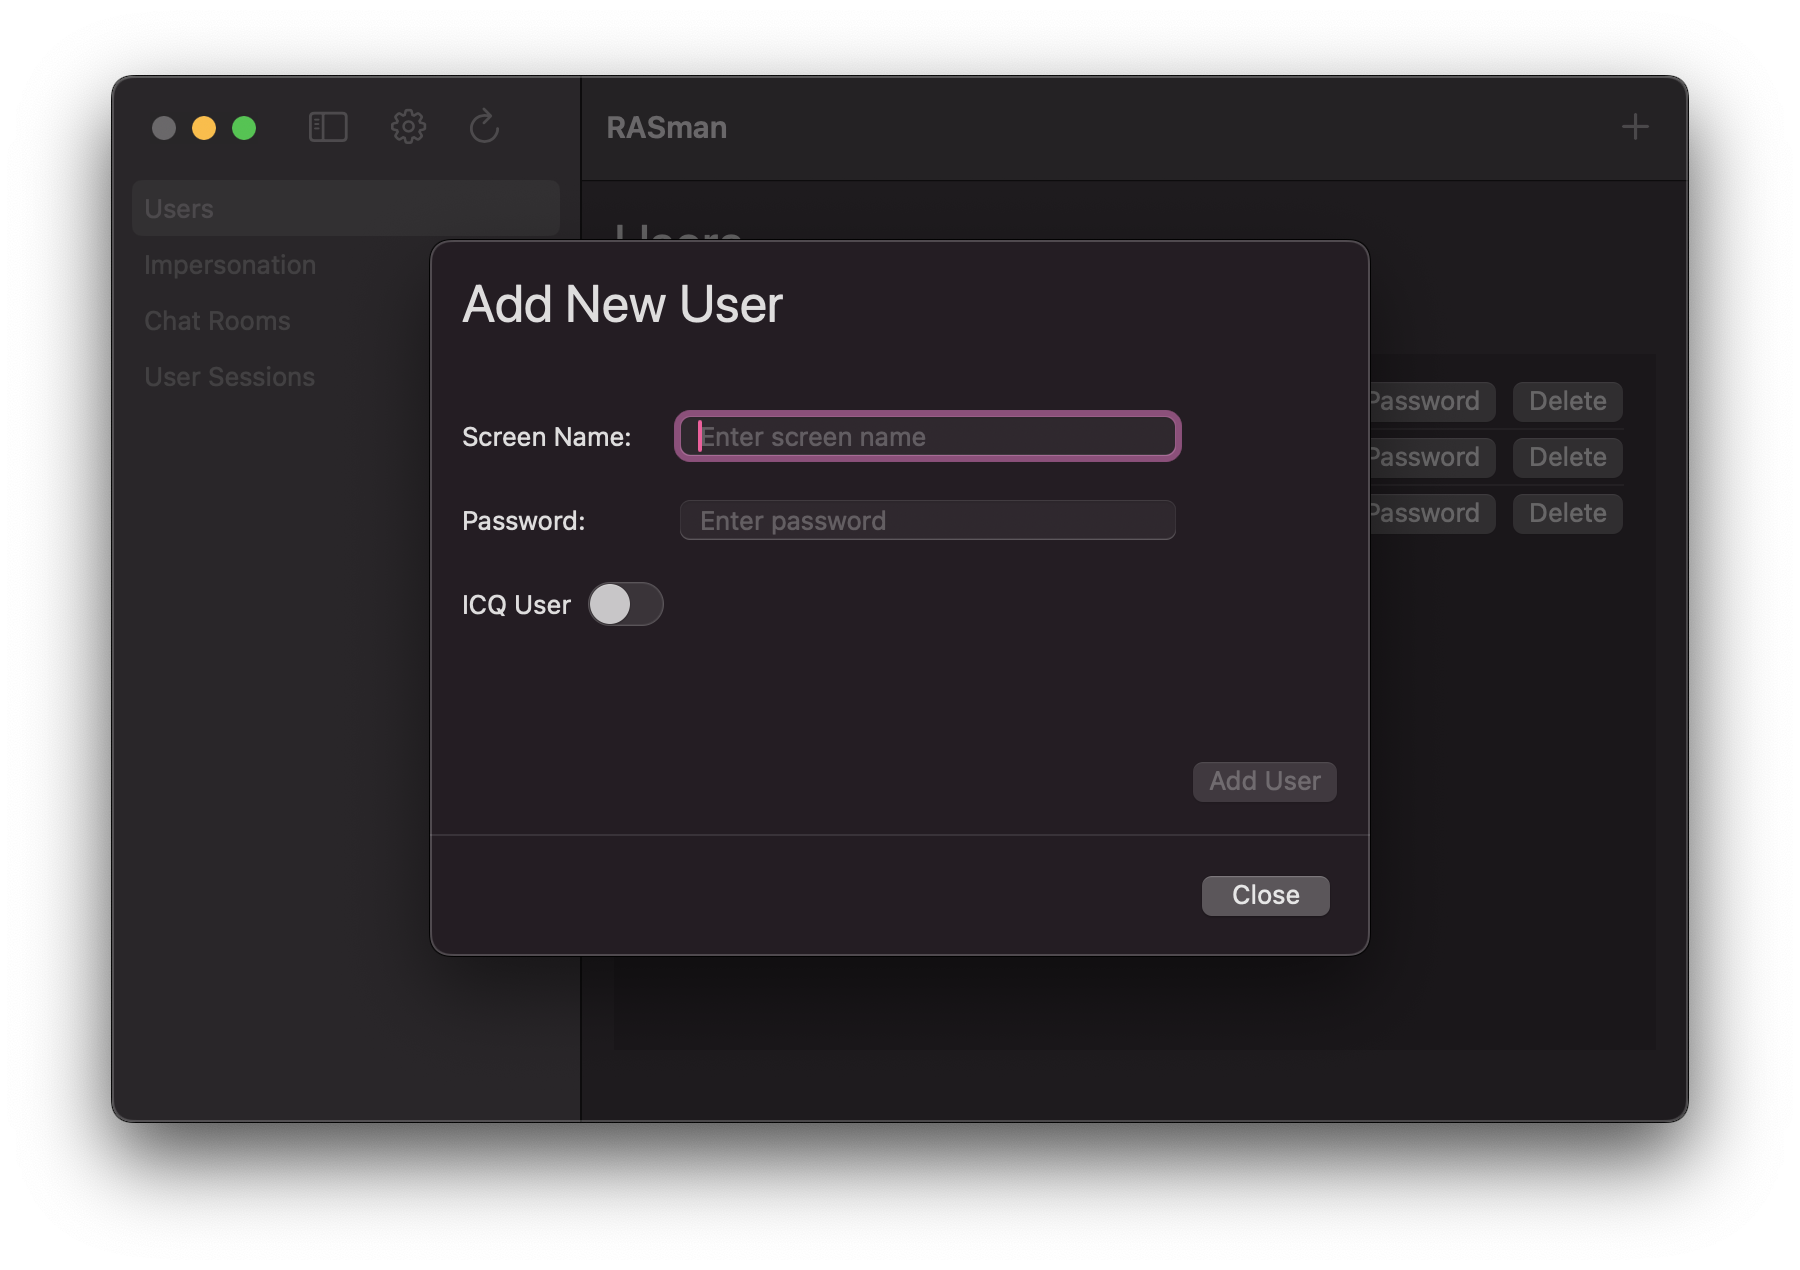 RASman
Users
Impersonation
Chat Rooms
User Sessions
Users
Add New User
Screen Name:
Enter screen name
Password:
Enter password
ICQ User
Add User
Close
Password Delete
Password Delete
Password Delete